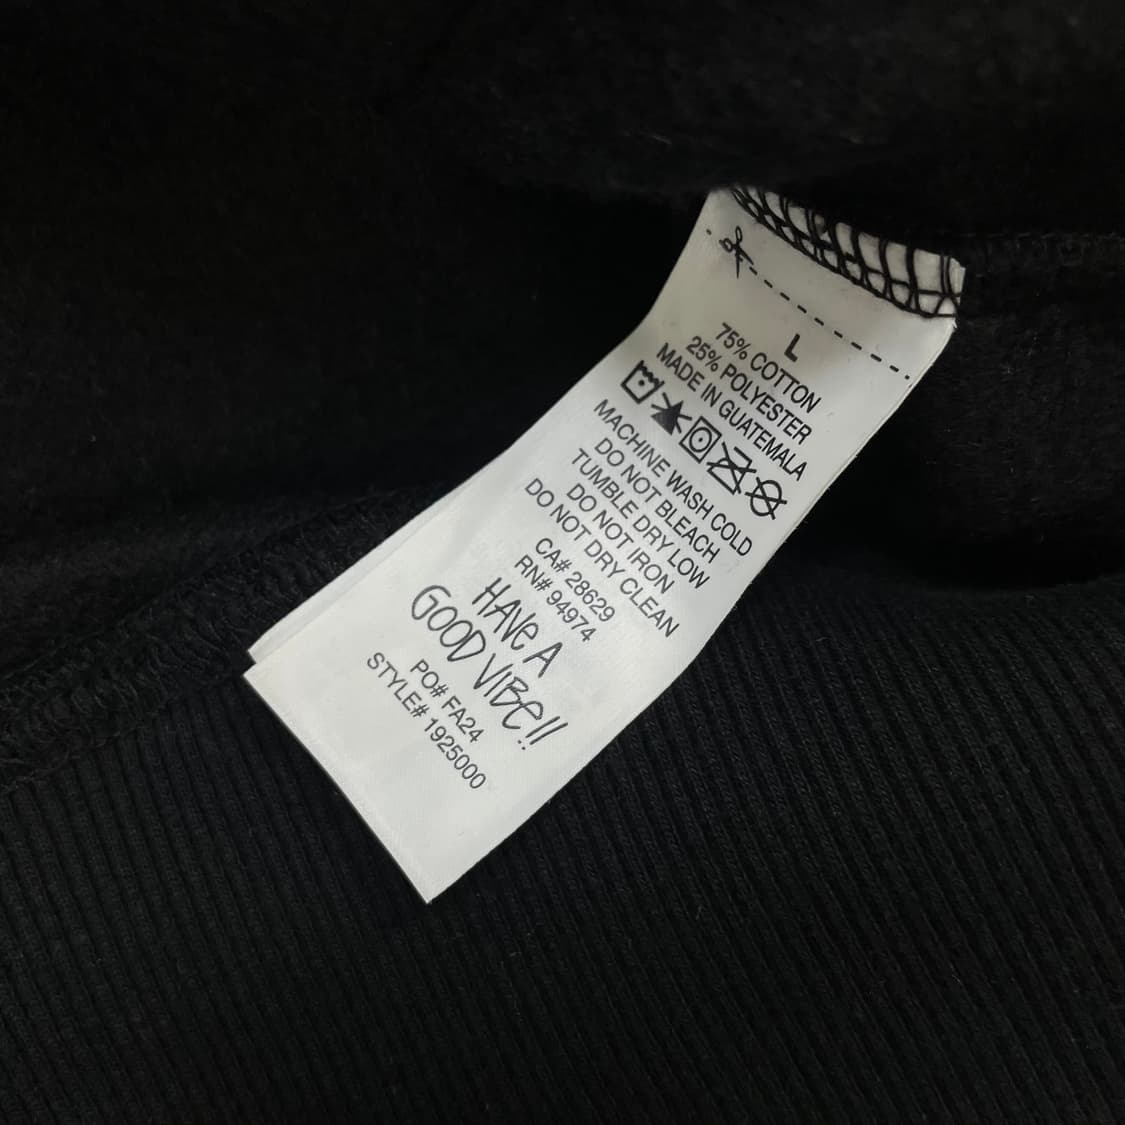 L
75% COTTON
25% POLYESTER
MADE IN GUATEMALA
MACHINE WASH COLD
DO NOT BLEACH
TUMBLE DRY LOW
DO NOT IRON
DO NOT DRY CLEAN
CA# 28629
RN# 94974
HAVe A
GOOD VIBe!!
PO# FA24
STYLE# 1925000